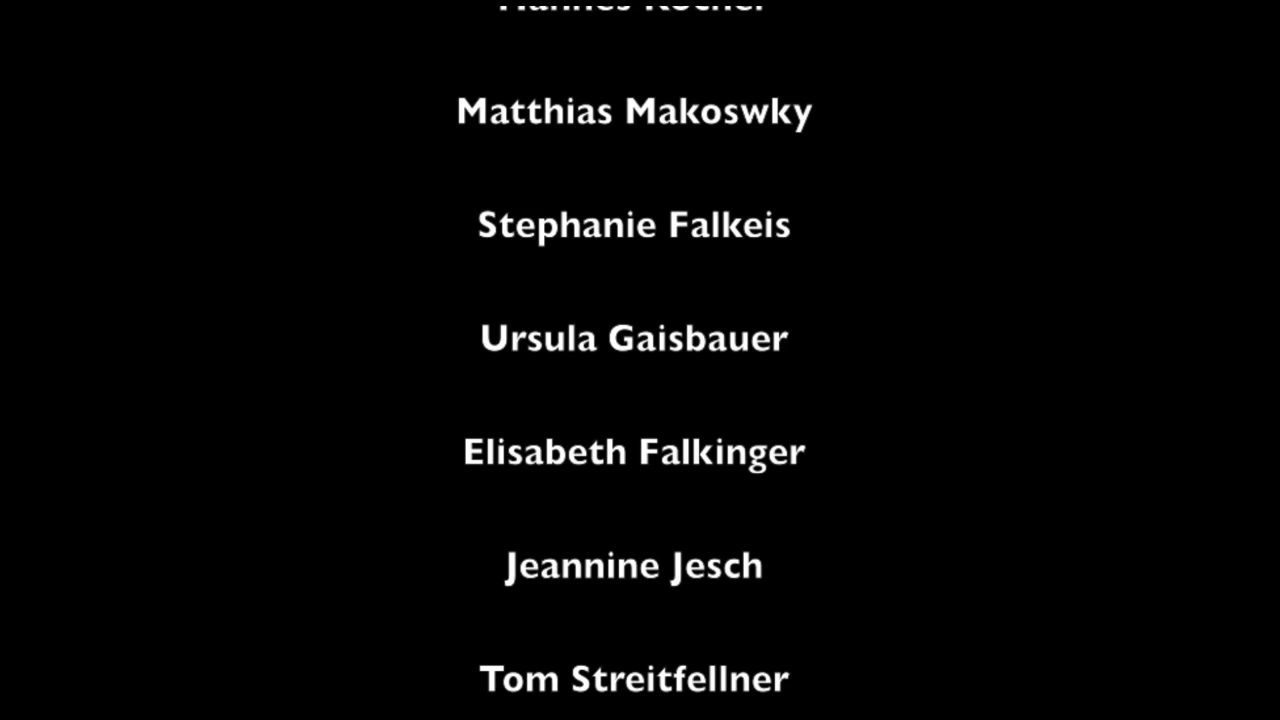 Matthias Makoswky
Stephanie Falkeis
Ursula Gaisbauer
Elisabeth Falkinger
Jeannine Jesch
Tom Streitfellner